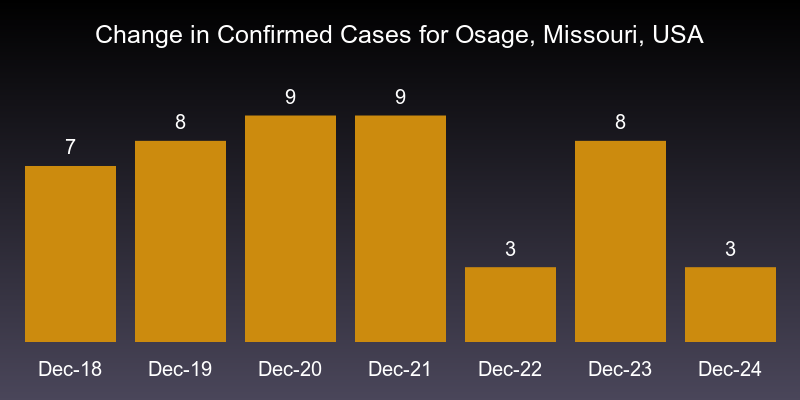 Change in Confirmed Cases for Osage, Missouri, USA
7 8 9 9 3 8 3
Dec-18 Dec-19 Dec-20 Dec-21 Dec-22 Dec-23 Dec-24